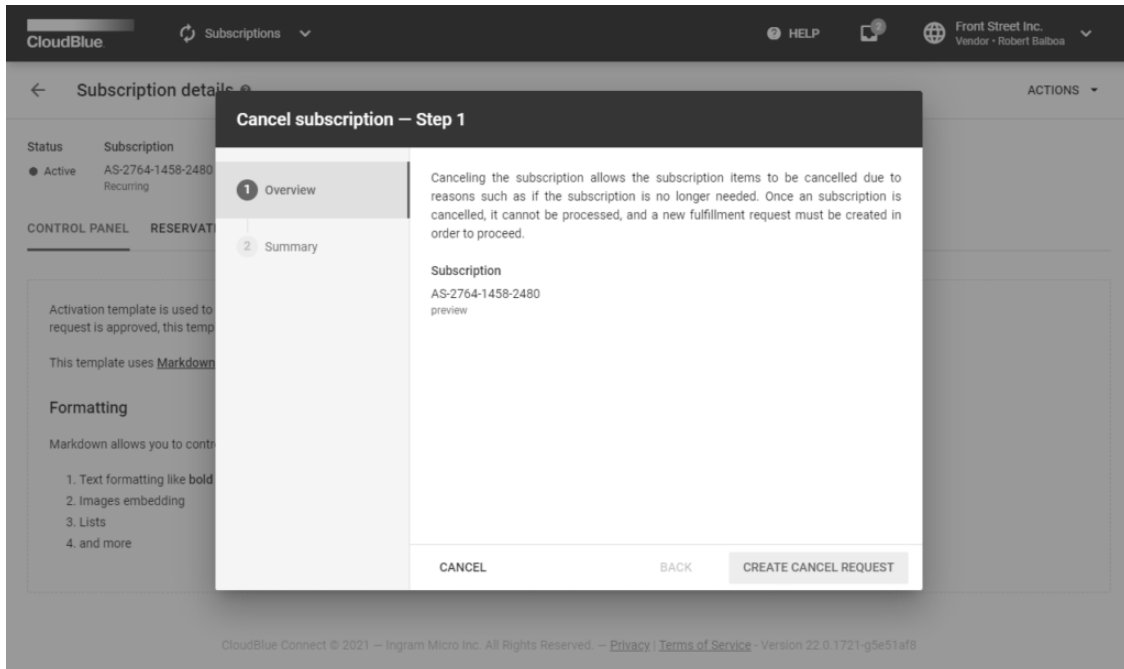 CloudBlue.
Subscriptions
HELP
2
Front Street Inc.
Vendor • Robert Balboa
Subscription details
ACTIONS
Cancel subscription — Step 1
Status
Subscription
Active
AS-2764-1458-2480
Recurring
CONTROL PANEL
RESERVATI
1 Overview
2 Summary
Canceling the subscription allows the subscription items to be cancelled due to
reasons such as if the subscription is no longer needed. Once an subscription is
cancelled, it cannot be processed, and a new fulfillment request must be created in
order to proceed.
Subscription
AS-2764-1458-2480
preview
Activation template is used to
request is approved, this temp
This template uses Markdown
Formatting
Markdown allows you to contr
1. Text formatting like bold
2. Images embedding
3. Lists
4. and more
CANCEL
BACK
CREATE CANCEL REQUEST
CloudBlue Connect © 2021 — Ingram Micro Inc. All Rights Reserved. — Privacy | Terms of Service - Version 22.0.1721-g5e51af8